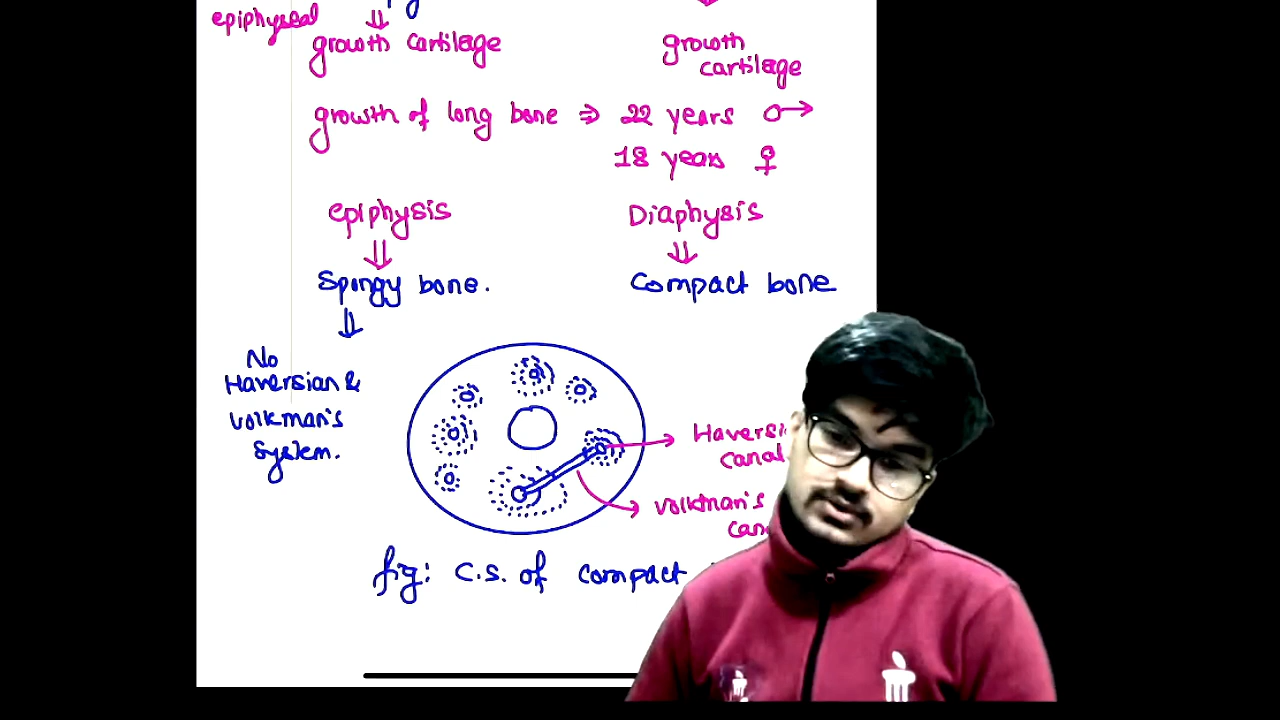 epiphyseal
growth cartilage
growth
cartilage
growth of long bone ⇒ 22 years ♂
18 years ♀
epiphysis
Diaphysis
Spongy bone.
Compact bone
No
Haversian &
volkman's
System.
canal
volkman's
fig: C.S. of compact